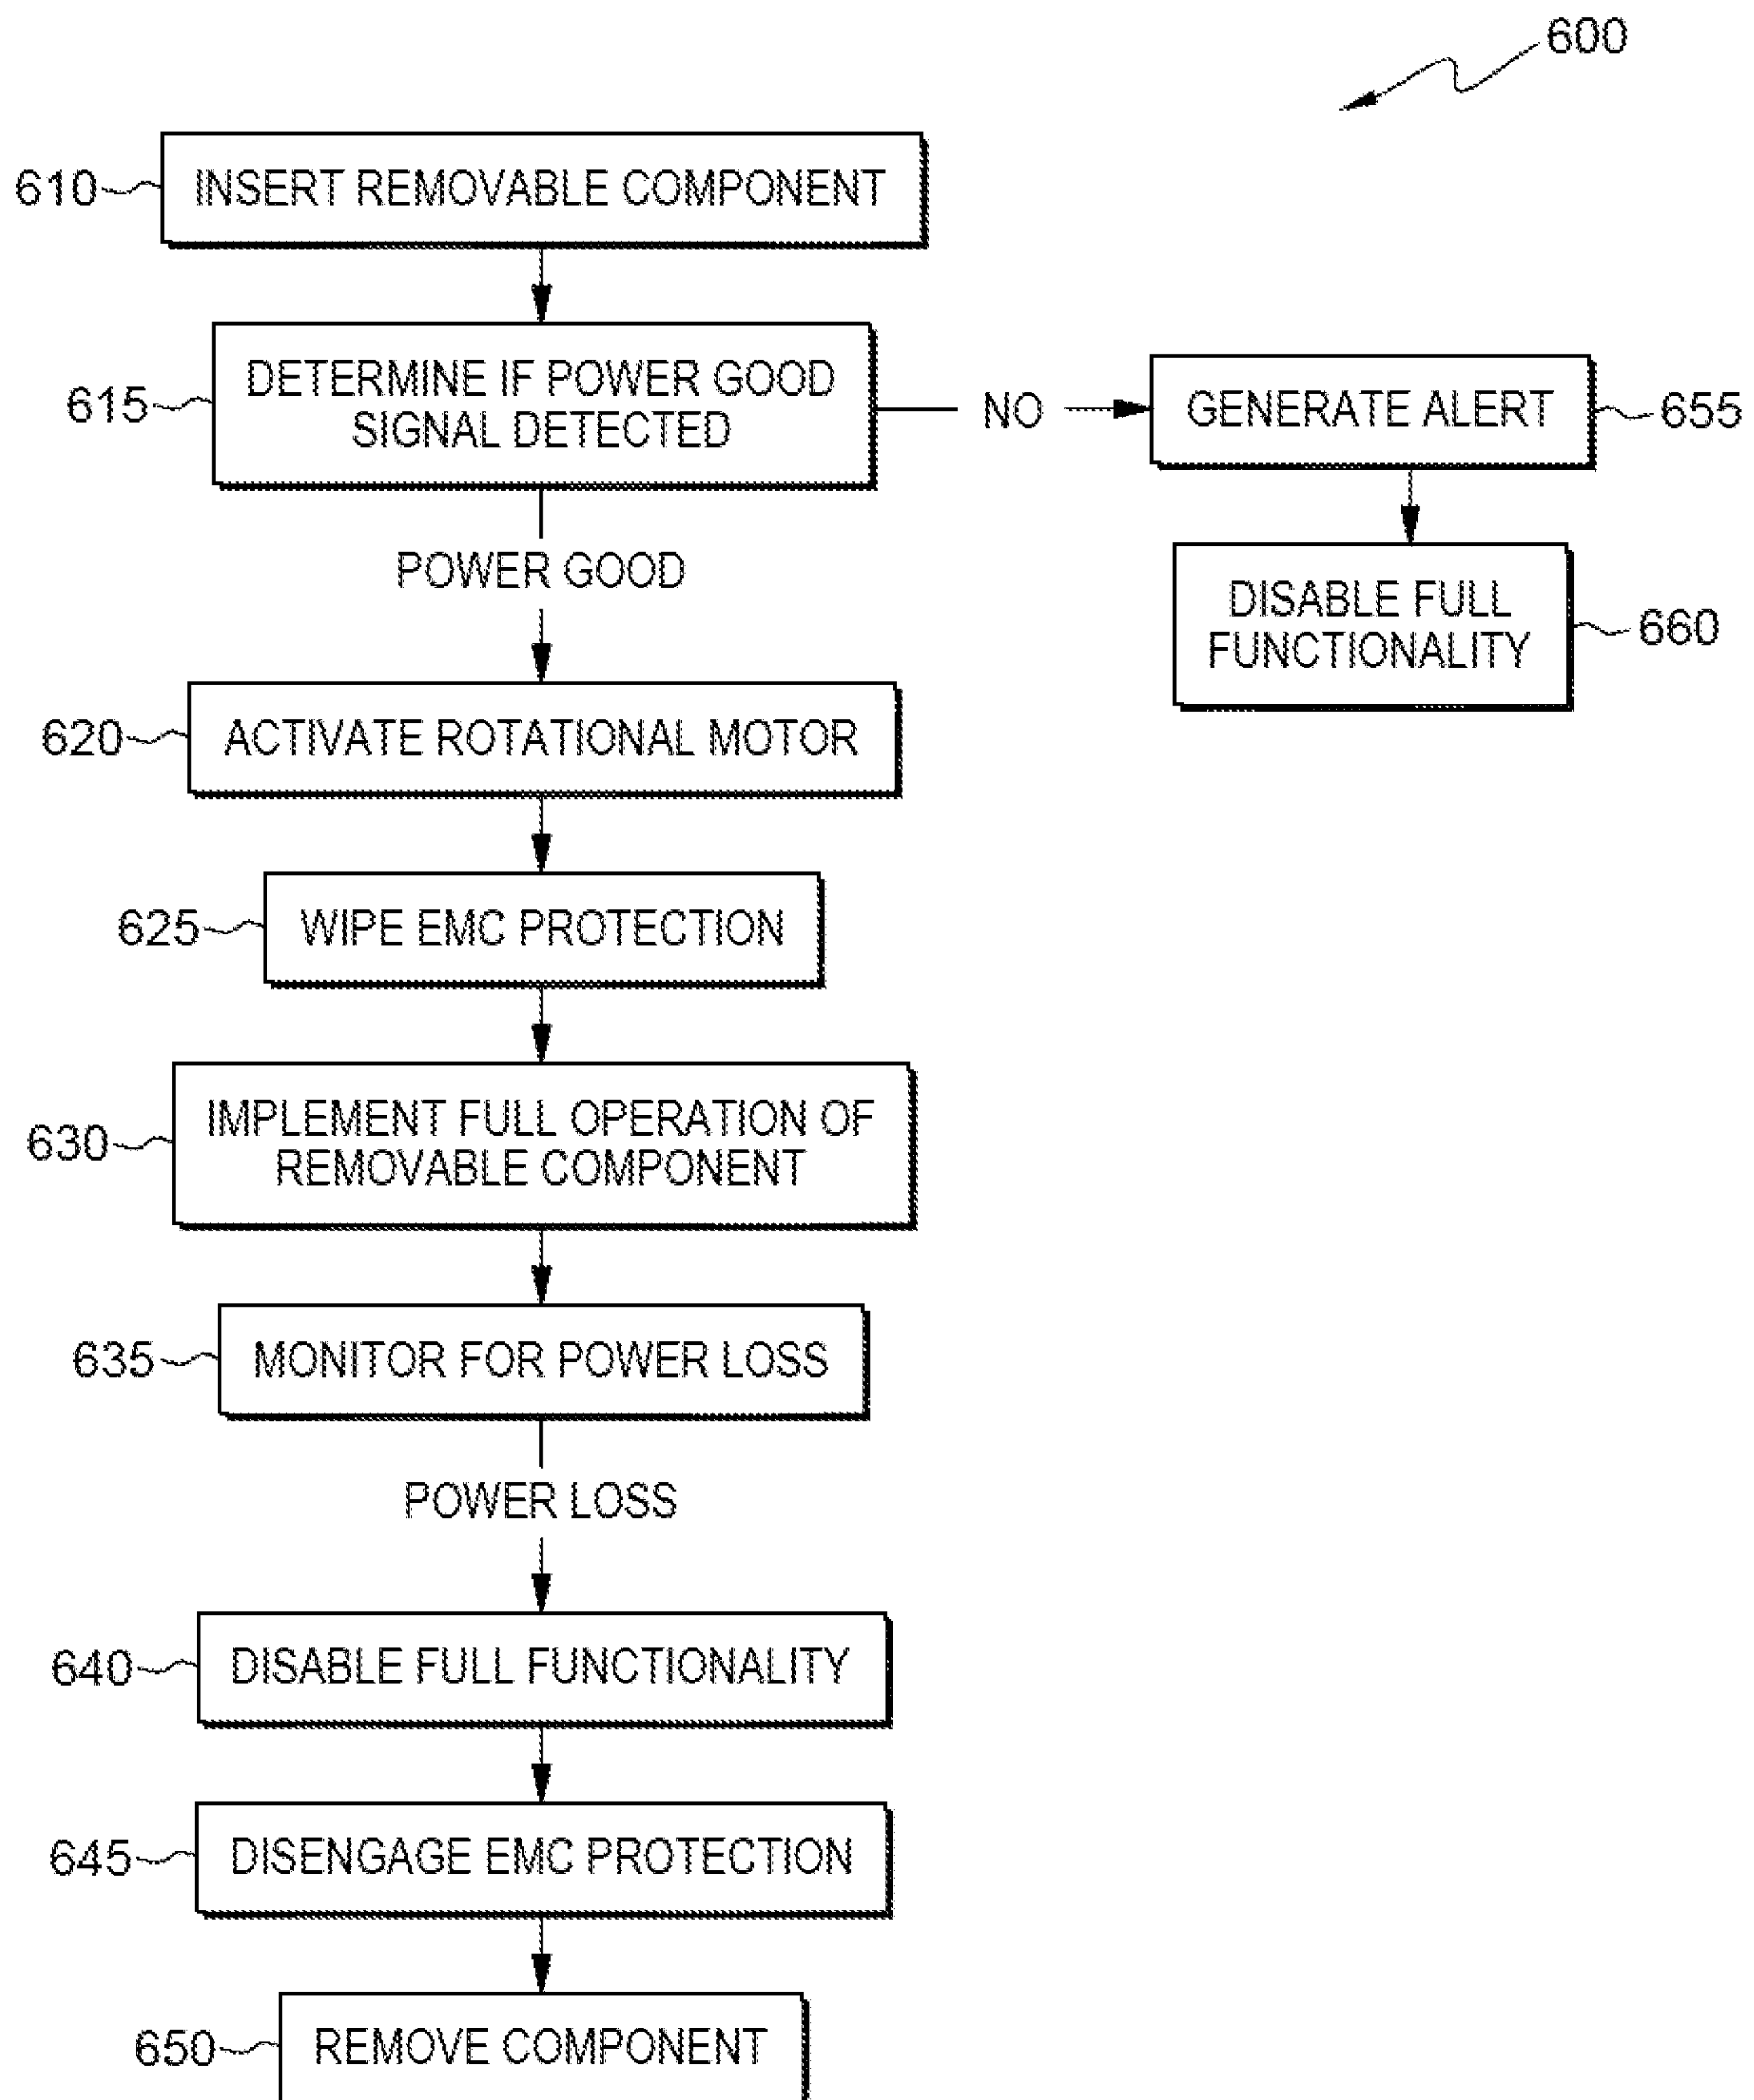 600
610
INSERT REMOVABLE COMPONENT
615
DETERMINE IF POWER GOOD
SIGNAL DETECTED
NO
GENERATE ALERT
655
POWER GOOD
DISABLE FULL
FUNCTIONALITY
660
620
ACTIVATE ROTATIONAL MOTOR
625
WIPE EMC PROTECTION
630
IMPLEMENT FULL OPERATION OF
REMOVABLE COMPONENT
635
MONITOR FOR POWER LOSS
POWER LOSS
640
DISABLE FULL FUNCTIONALITY
645
DISENGAGE EMC PROTECTION
650
REMOVE COMPONENT